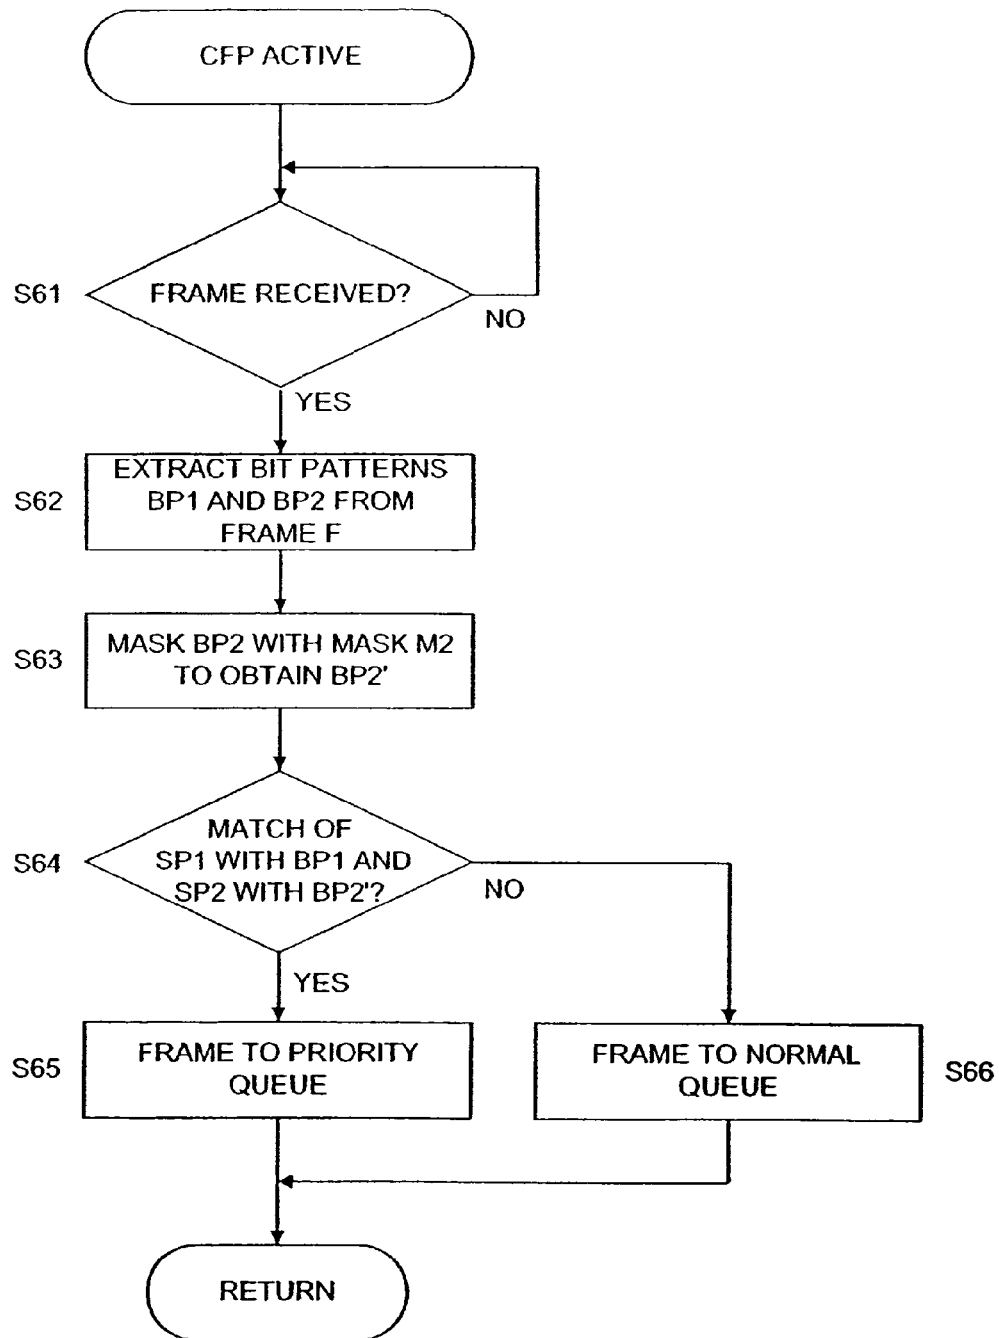 CFP ACTIVE
S61
FRAME RECEIVED?
NO
YES
S62
EXTRACT BIT PATTERNS
BP1 AND BP2 FROM
FRAME F
S63
MASK BP2 WITH MASK M2
TO OBTAIN BP2'
S64
MATCH OF
SP1 WITH BP1 AND
SP2 WITH BP2'?
NO
YES
S65
FRAME TO PRIORITY
QUEUE
FRAME TO NORMAL
QUEUE
S66
RETURN